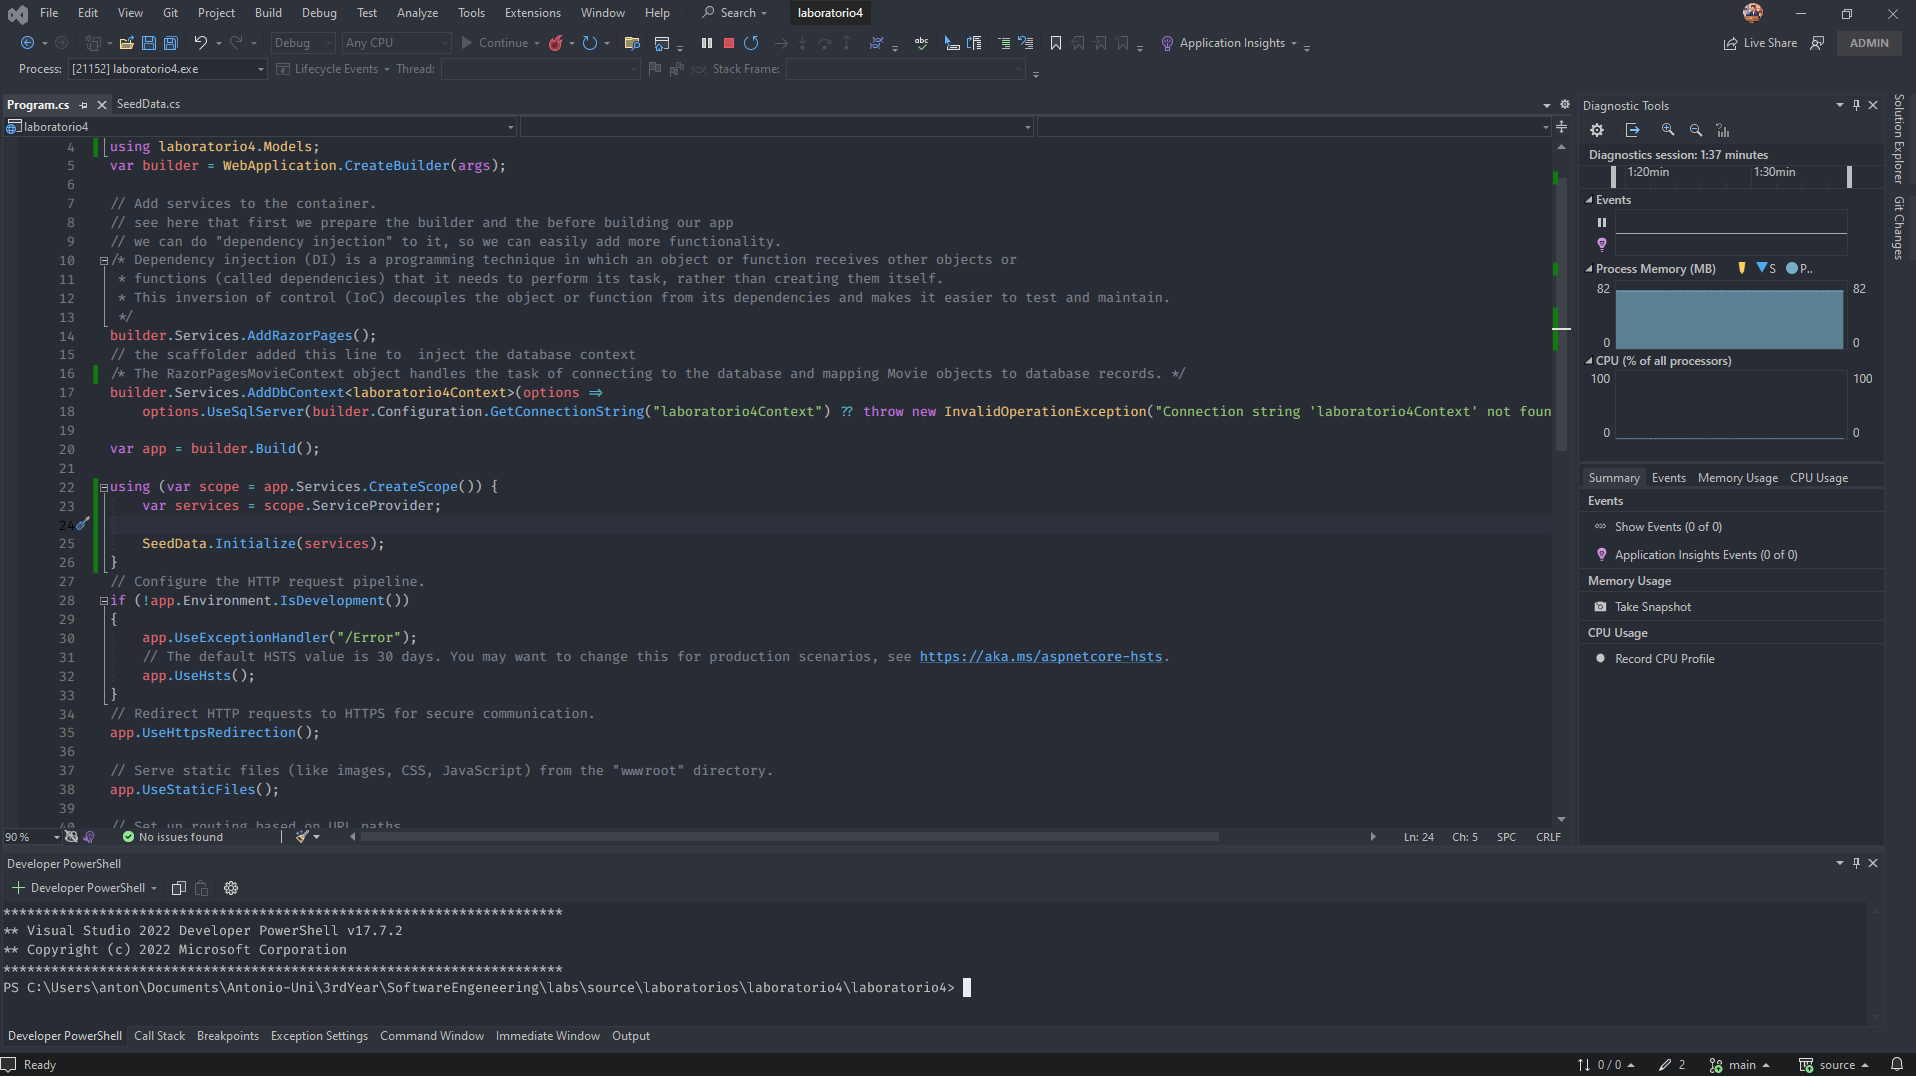 File Edit View Git Project Build Debug Test Analyze Tools Extensions Window Help Search laboratorio4
Debug Any CPU Continue Application Insights Live Share ADMIN
Process: [21152] laboratorio4.exe Lifecycle Events Thread: Stack Frame:
Program.cs SeedData.cs
laboratorio4
4 using laboratorio4.Models;
5 var builder = WebApplication.CreateBuilder(args);
6
7 // Add services to the container.
8 // see here that first we prepare the builder and the before building our app
9 // we can do "dependency injection" to it, so we can easily add more functionality.
10 /* Dependency injection (DI) is a programming technique in which an object or function receives other objects or
11 * functions (called dependencies) that it needs to perform its task, rather than creating them itself.
12 * This inversion of control (IoC) decouples the object or function from its dependencies and makes it easier to test and maintain.
13 */
14 builder.Services.AddRazorPages();
15 // the scaffolder added this line to  inject the database context
16 /* The RazorPagesMovieContext object handles the task of connecting to the database and mapping Movie objects to database records. */
17 builder.Services.AddDbContext<laboratorio4Context>(options =>
18 options.UseSqlServer(builder.Configuration.GetConnectionString("laboratorio4Context") ?? throw new InvalidOperationException("Connection string 'laboratorio4Context' not foun
19
20 var app = builder.Build();
21
22 using (var scope = app.Services.CreateScope()) {
23 var services = scope.ServiceProvider;
24
25 SeedData.Initialize(services);
26 }
27 // Configure the HTTP request pipeline.
28 if (!app.Environment.IsDevelopment())
29 {
30 app.UseExceptionHandler("/Error");
31 // The default HSTS value is 30 days. You may want to change this for production scenarios, see https://aka.ms/aspnetcore-hsts.
32 app.UseHsts();
33 }
34 // Redirect HTTP requests to HTTPS for secure communication.
35 app.UseHttpsRedirection();
36
37 // Serve static files (like images, CSS, JavaScript) from the "wwwroot" directory.
38 app.UseStaticFiles();
39
40 // Set up routing based on URL paths
90 % No issues found Ln: 24 Ch: 5 SPC CRLF
Diagnostic Tools
Diagnostics session: 1:37 minutes
1:20min 1:30min
Events
Process Memory (MB) S P..
82 82
0 0
CPU (% of all processors)
100 100
0 0
Summary Events Memory Usage CPU Usage
Events
Show Events (0 of 0)
Application Insights Events (0 of 0)
Memory Usage
Take Snapshot
CPU Usage
Record CPU Profile
Solution Explorer
Git Changes
Developer PowerShell
Developer PowerShell
**********************************************************************
** Visual Studio 2022 Developer PowerShell v17.7.2
** Copyright (c) 2022 Microsoft Corporation
**********************************************************************
PS C:\Users\anton\Documents\Antonio-Uni\3rdYear\SoftwareEngeneering\labs\source\laboratorios\laboratorio4\laboratorio4>
Developer PowerShell Call Stack Breakpoints Exception Settings Command Window Immediate Window Output
Ready 0 / 0 2 main source